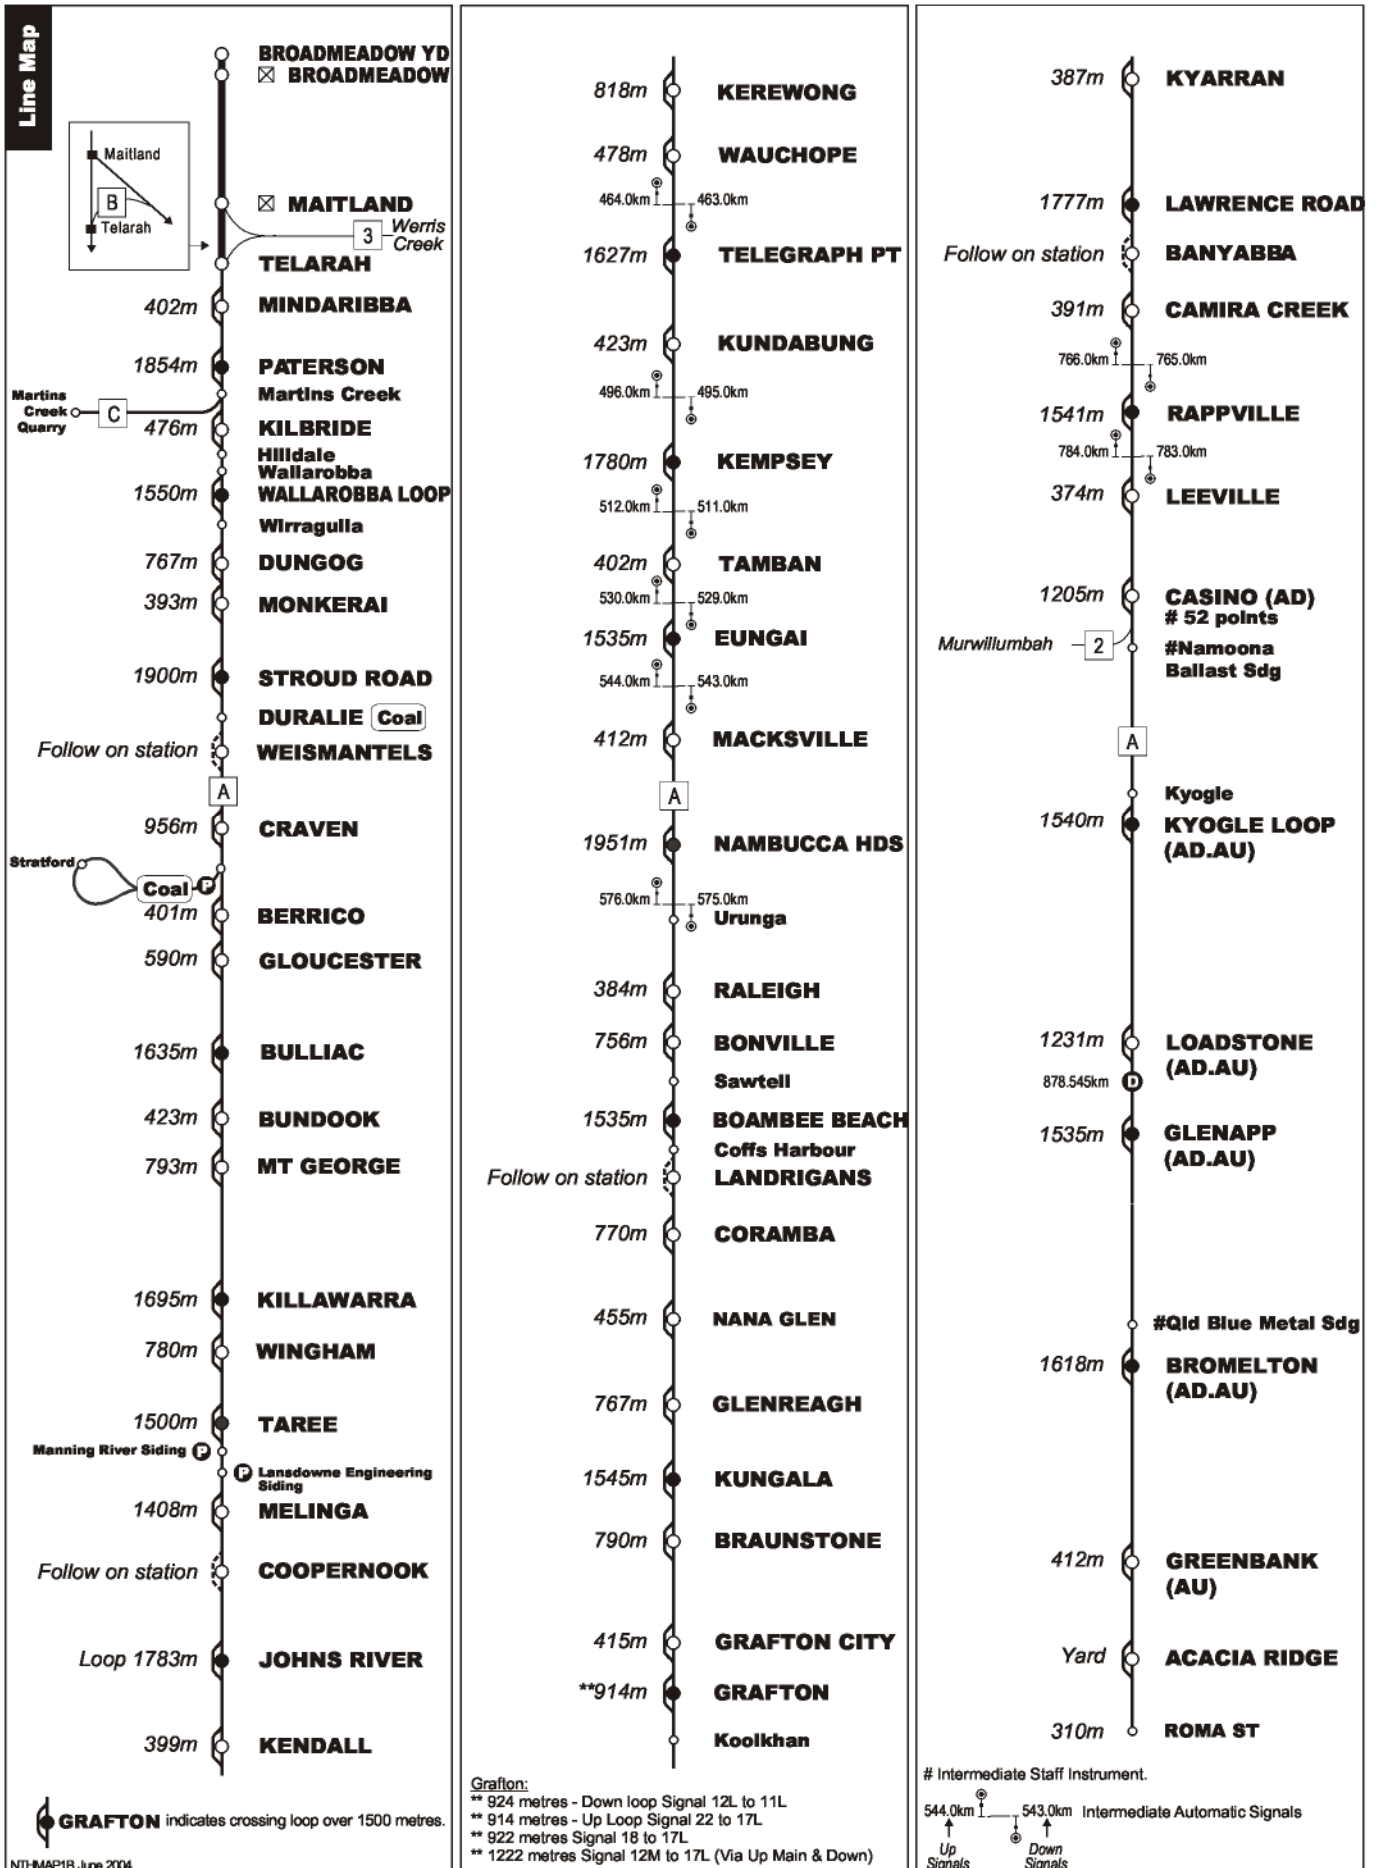 Line Map
BROADMEADOW YD
BROADMEADOW
Maitland
B
Telarah
MAITLAND
3 Werris
Creek
TELARAH
402m MINDARIBBA
1854m PATERSON
Martins Creek
Martins
Creek
Quarry
C
476m KILBRIDE
Hilldale
Wallarobba
1550m WALLAROBBA LOOP
Wirragulla
767m DUNGOG
393m MONKERAI
1900m STROUD ROAD
DURALIE Coal
Follow on station WEISMANTELS
A
956m CRAVEN
Stratford
Coal P
401m BERRICO
590m GLOUCESTER
1635m BULLIAC
423m BUNDOOK
793m MT GEORGE
1695m KILLAWARRA
780m WINGHAM
1500m TAREE
Manning River Siding P
P Lansdowne Engineering
Siding
1408m MELINGA
Follow on station COOPERNOOK
Loop 1783m JOHNS RIVER
399m KENDALL
GRAFTON indicates crossing loop over 1500 metres.
NTHMAP1B June 2004
818m KEREWONG
478m WAUCHOPE
464.0km 463.0km
1627m TELEGRAPH PT
423m KUNDABUNG
496.0km 495.0km
1780m KEMPSEY
512.0km 511.0km
402m TAMBAN
530.0km 529.0km
1535m EUNGAI
544.0km 543.0km
412m MACKSVILLE
A
1951m NAMBUCCA HDS
576.0km 575.0km
Urunga
384m RALEIGH
756m BONVILLE
Sawtell
1535m BOAMBEE BEACH
Coffs Harbour
Follow on station LANDRIGANS
770m CORAMBA
455m NANA GLEN
767m GLENREAGH
1545m KUNGALA
790m BRAUNSTONE
415m GRAFTON CITY
**914m GRAFTON
Koolkhan
Grafton:
** 924 metres - Down loop Signal 12L to 11L
** 914 metres - Up Loop Signal 22 to 17L
** 922 metres Signal 18 to 17L
** 1222 metres Signal 12M to 17L (Via Up Main & Down)
387m KYARRAN
1777m LAWRENCE ROAD
Follow on station BANYABBA
391m CAMIRA CREEK
766.0km 765.0km
1541m RAPPVILLE
784.0km 783.0km
374m LEEVILLE
1205m CASINO (AD)
# 52 points
Murwillumbah 2 #Namoona
Ballast Sdg
A
Kyogle
1540m KYOGLE LOOP
(AD.AU)
1231m LOADSTONE
(AD.AU)
878.545km D
1535m GLENAPP
(AD.AU)
#Qld Blue Metal Sdg
1618m BROMELTON
(AD.AU)
412m GREENBANK
(AU)
Yard ACACIA RIDGE
310m ROMA ST
# Intermediate Staff Instrument.
544.0km 543.0km Intermediate Automatic Signals
Up Down
Signals Signals